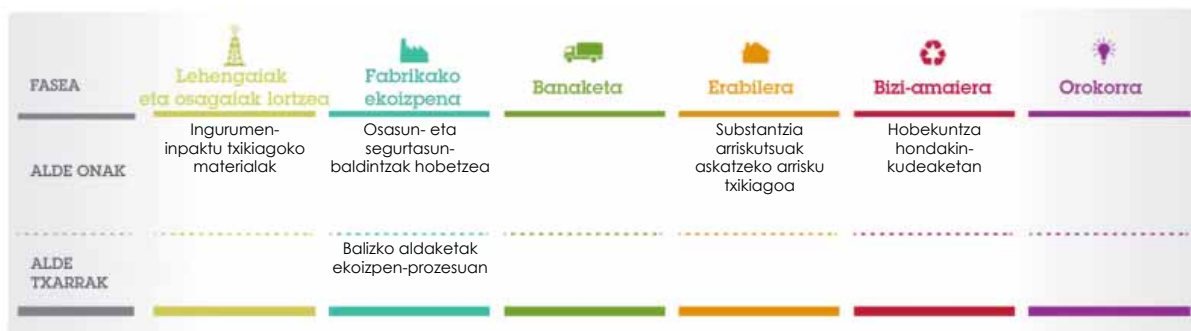 FASEA
Lehengaiak
eta osagaiak lortzea
Fabrikako
ekoizpena
Banaketa
Erabilera
Bizi-amaiera
Orokorra
ALDE ONAK
Ingurumen-
inpaktu txikiagoko
materialak
Osasun- eta
segurtasun-
baldintzak hobetzea
Substantzia
arriskutsuak
askatzeko arrisku
txikiagoa
Hobekuntza
hondakin-
kudeaketan
ALDE
TXARRAK
Balizko aldaketak
ekoizpen-prozesuan